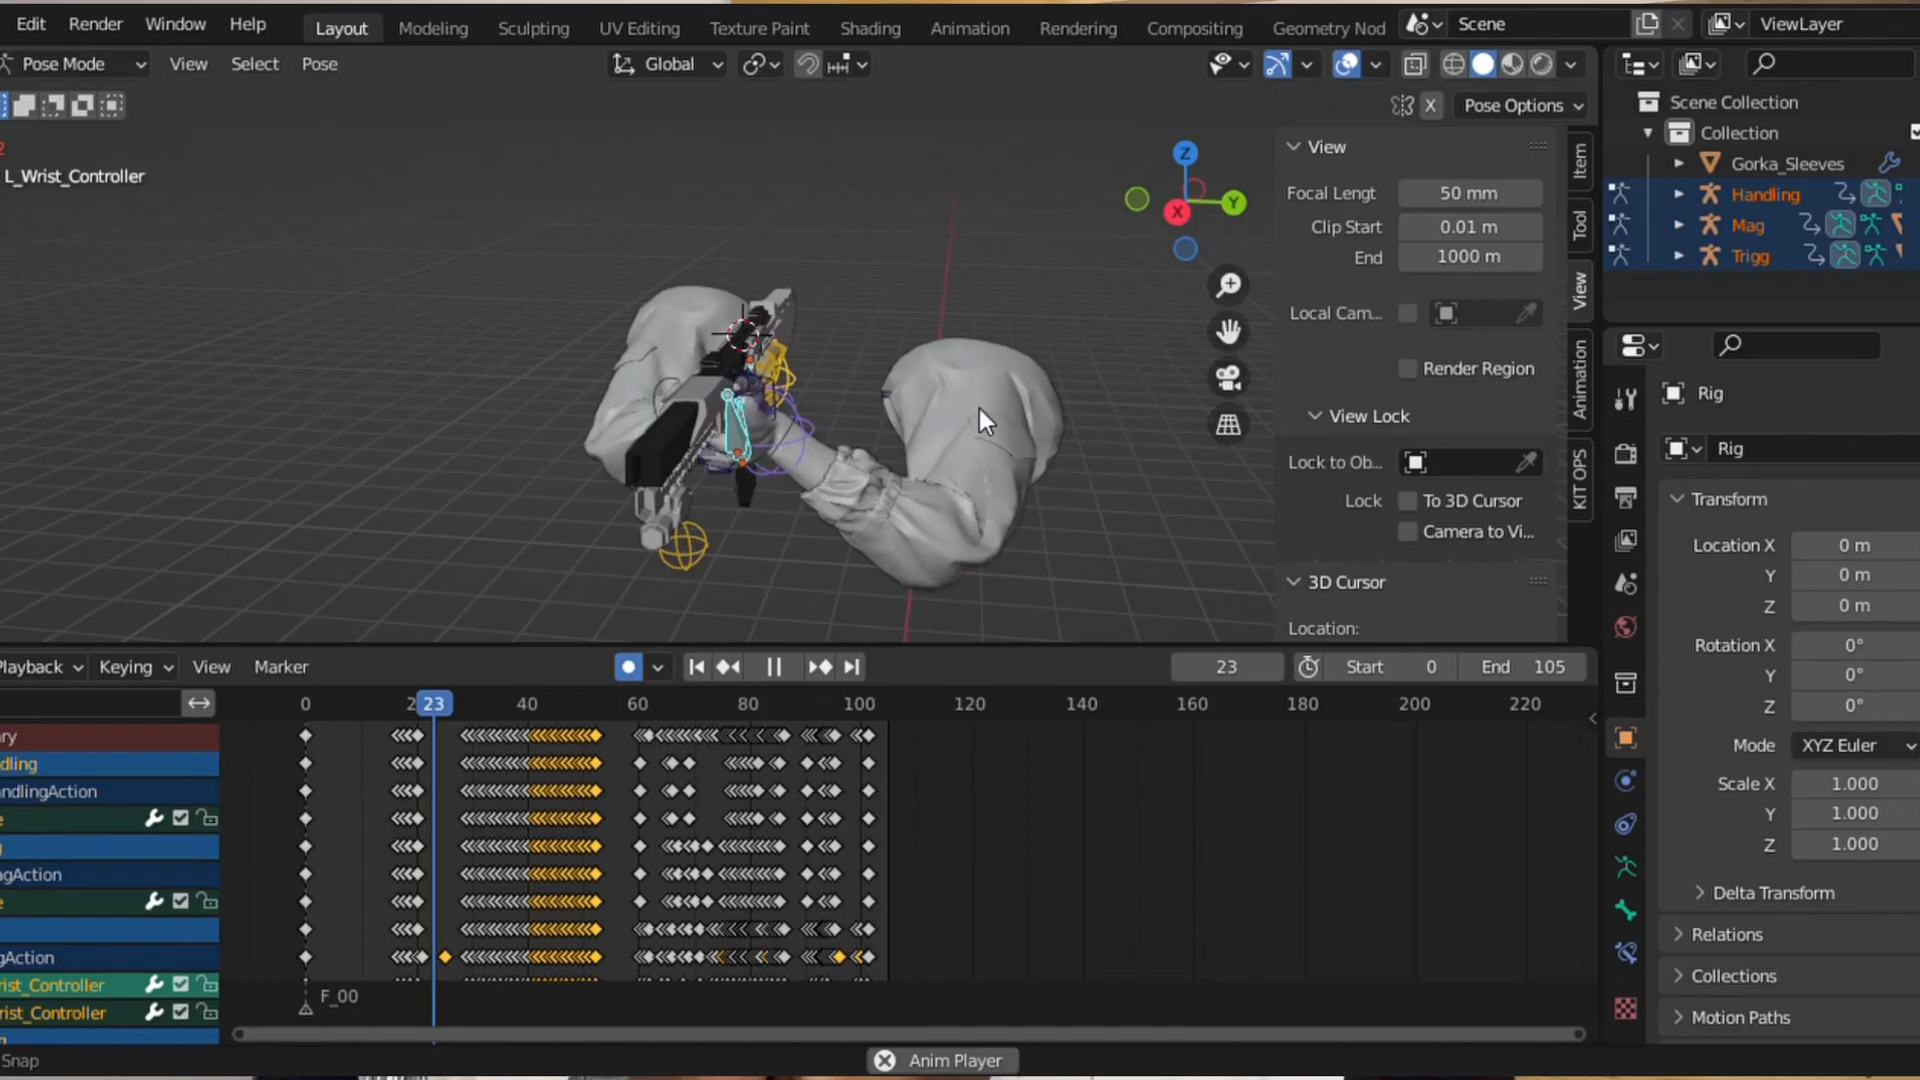 Edit Render Window Help Layout Modeling Sculpting UV Editing Texture Paint Shading Animation Rendering Compositing Geometry Nod Scene ViewLayer
Pose Mode View Select Pose Global
X Pose Options
2
L_Wrist_Controller
Z
Y
X
View
Focal Lengt 50 mm
Clip Start 0.01 m
End 1000 m
Local Cam...
Render Region
View Lock
Lock to Ob...
Lock To 3D Cursor
Camera to Vi...
3D Cursor
Location:
Item
Tool
View
Animation
KIT OPS
Scene Collection
Collection
Gorka_Sleeves
Handling
Mag
Trigg
Rig
Rig
Transform
Location X 0 m
Y 0 m
Z 0 m
Rotation X 0°
Y 0°
Z 0°
Mode XYZ Euler
Scale X 1.000
Y 1.000
Z 1.000
Delta Transform
Relations
Collections
Motion Paths
Playback Keying View Marker 23 Start 0 End 105
0 2 23 40 60 80 100 120 140 160 180 200 220
ry
dling
ndlingAction
e
g
agAction
e
gAction
rist_Controller
rist_Controller
F_00
Snap
Anim Player